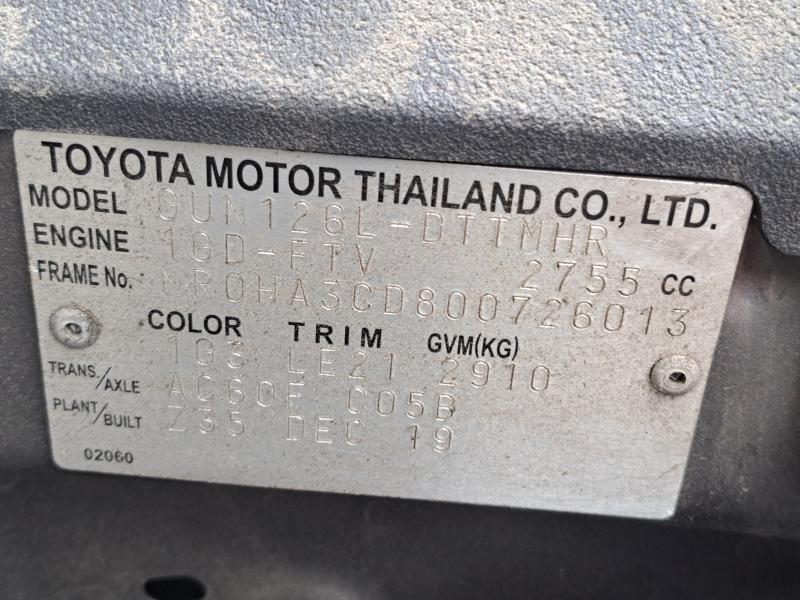 TOYOTA MOTOR THAILAND CO., LTD.
MODEL GUN126L-DTTMHR
ENGINE 1GD-FTV 2755 CC
FRAME No. MR0HA3CD800726013
COLOR TRIM GVM(KG)
1G3 LE21 2910
TRANS./AXLE AC60F C05B
PLANT/BUILT Z35 DEC 19
02060